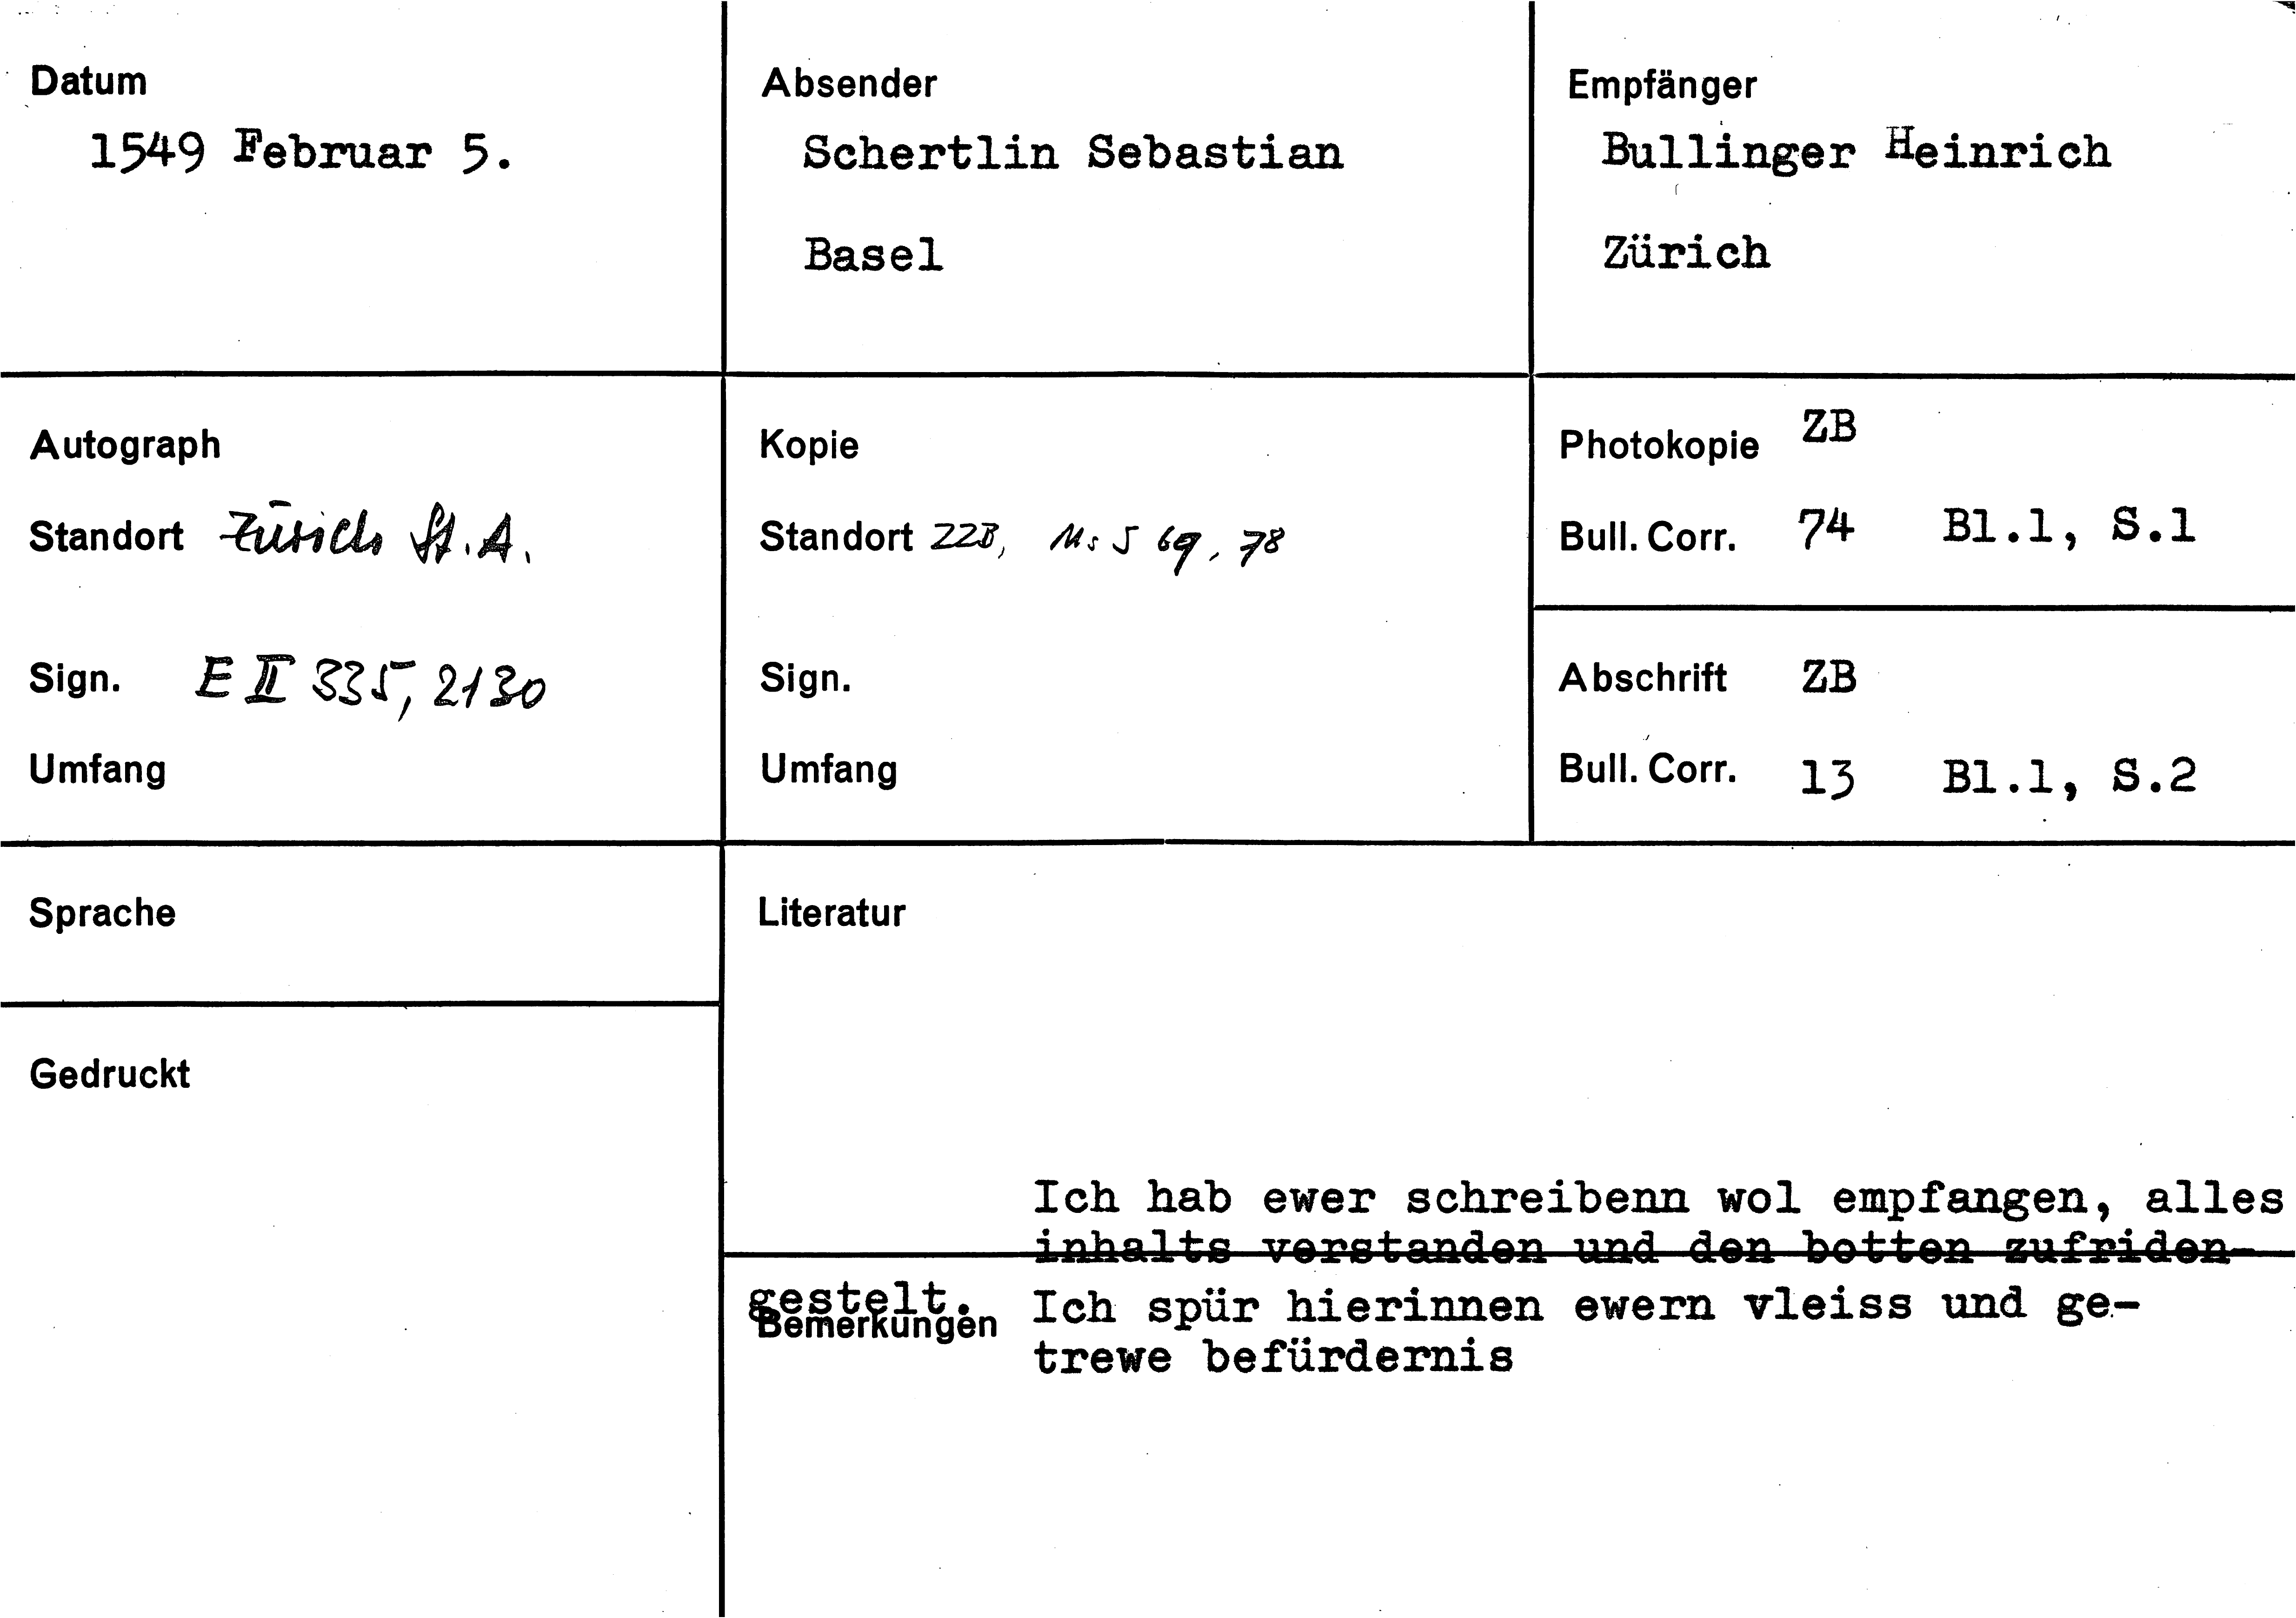 Datum
1549 Februar 5.
Absender
Schertlin Sebastian
Basel
Empfänger
Bullinger Heinrich
Zürich
Autograph
Standort Zürich St.A.
Sign. E II 335, 2130
Umfang
Kopie
Standort ZZB, Ms S 69, 78
Sign.
Umfang
Photokopie ZB
Bull. Corr. 74 Bl.1, S.1
Abschrift ZB
Bull. Corr. 13 Bl.1, S.2
Sprache
Gedruckt
Literatur
Ich hab ewer schreibenn wol empfangen, alles
inhalts verstanden und den botten zufriden-
gestelt. Ich spür hierinnen ewern vleiss und ge-
Bemerkungen
trewe befürdernis